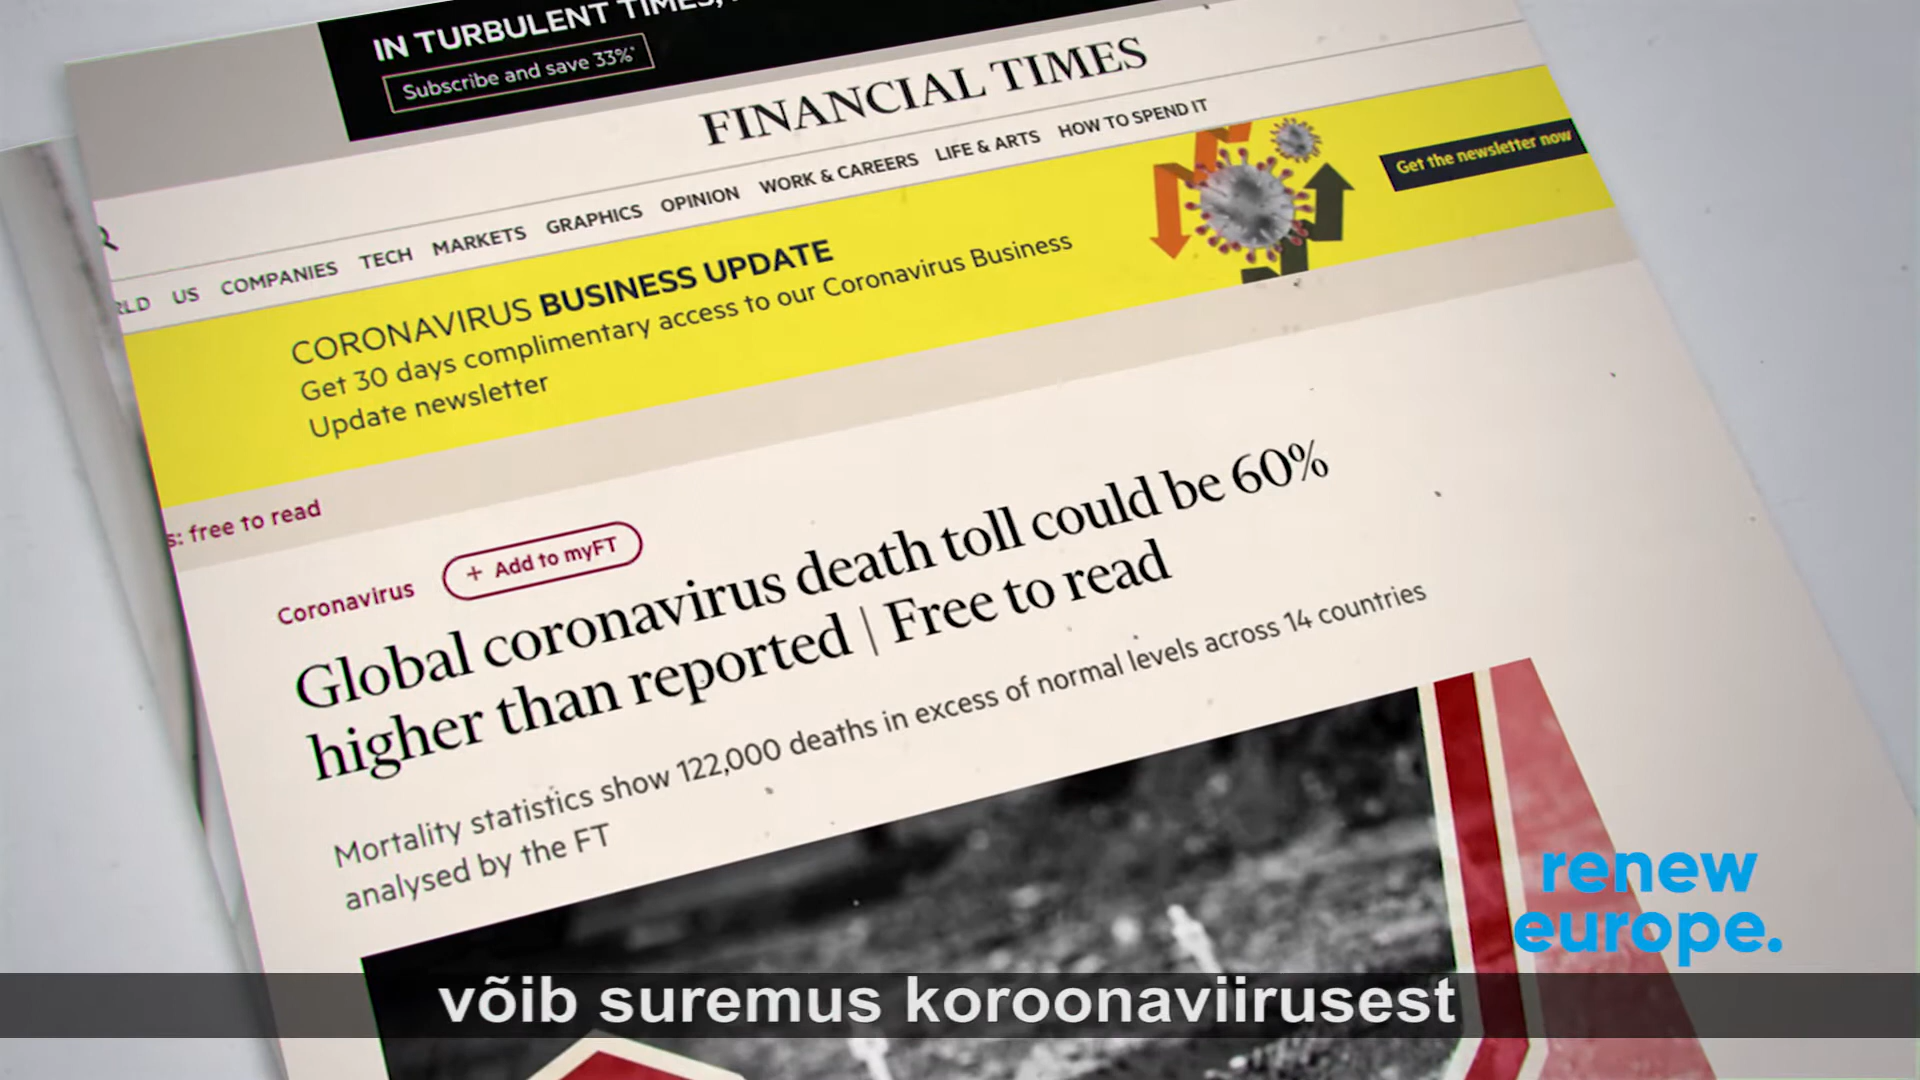 IN TURBULENT TIMES,
Subscribe and save 33%*
FINANCIAL TIMES
US COMPANIES TECH MARKETS GRAPHICS OPINION WORK & CAREERS LIFE & ARTS HOW TO SPEND IT
CORONAVIRUS BUSINESS UPDATE
Get 30 days complimentary access to our Coronavirus Business
Update newsletter
Get the newsletter now
s: free to read
Coronavirus
+ Add to myFT
Global coronavirus death toll could be 60%
higher than reported | Free to read
Mortality statistics show 122,000 deaths in excess of normal levels across 14 countries
analysed by the FT
renew
europe.
võib suremus koroonaviirusest